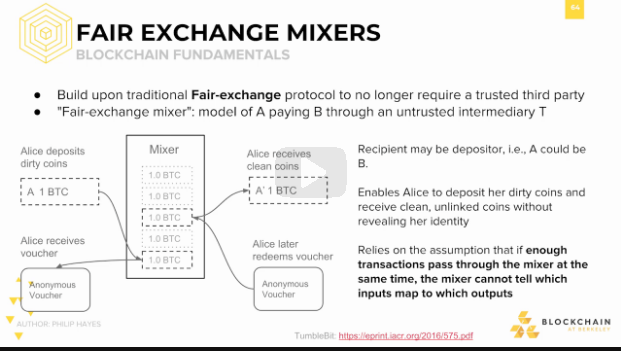 64
FAIR EXCHANGE MIXERS
BLOCKCHAIN FUNDAMENTALS
● Build upon traditional Fair-exchange protocol to no longer require a trusted third party
● "Fair-exchange mixer": model of A paying B through an untrusted intermediary T
Alice deposits
dirty coins
A 1 BTC
Alice receives
voucher
Anonymous
Voucher
Mixer
1.0 BTC
1.0 BTC
1.0 BTC
1.0 BTC
1.0 BTC
Alice receives
clean coins
A' 1 BTC
Alice later
redeems voucher
Anonymous
Voucher
Recipient may be depositor, i.e., A could be
B.
Enables Alice to deposit her dirty coins and
receive clean, unlinked coins without
revealing her identity
Relies on the assumption that if enough
transactions pass through the mixer at the
same time, the mixer cannot tell which
inputs map to which outputs
AUTHOR: PHILIP HAYES
TumbleBit: https://eprint.iacr.org/2016/575.pdf
BLOCKCHAIN
AT BERKELEY